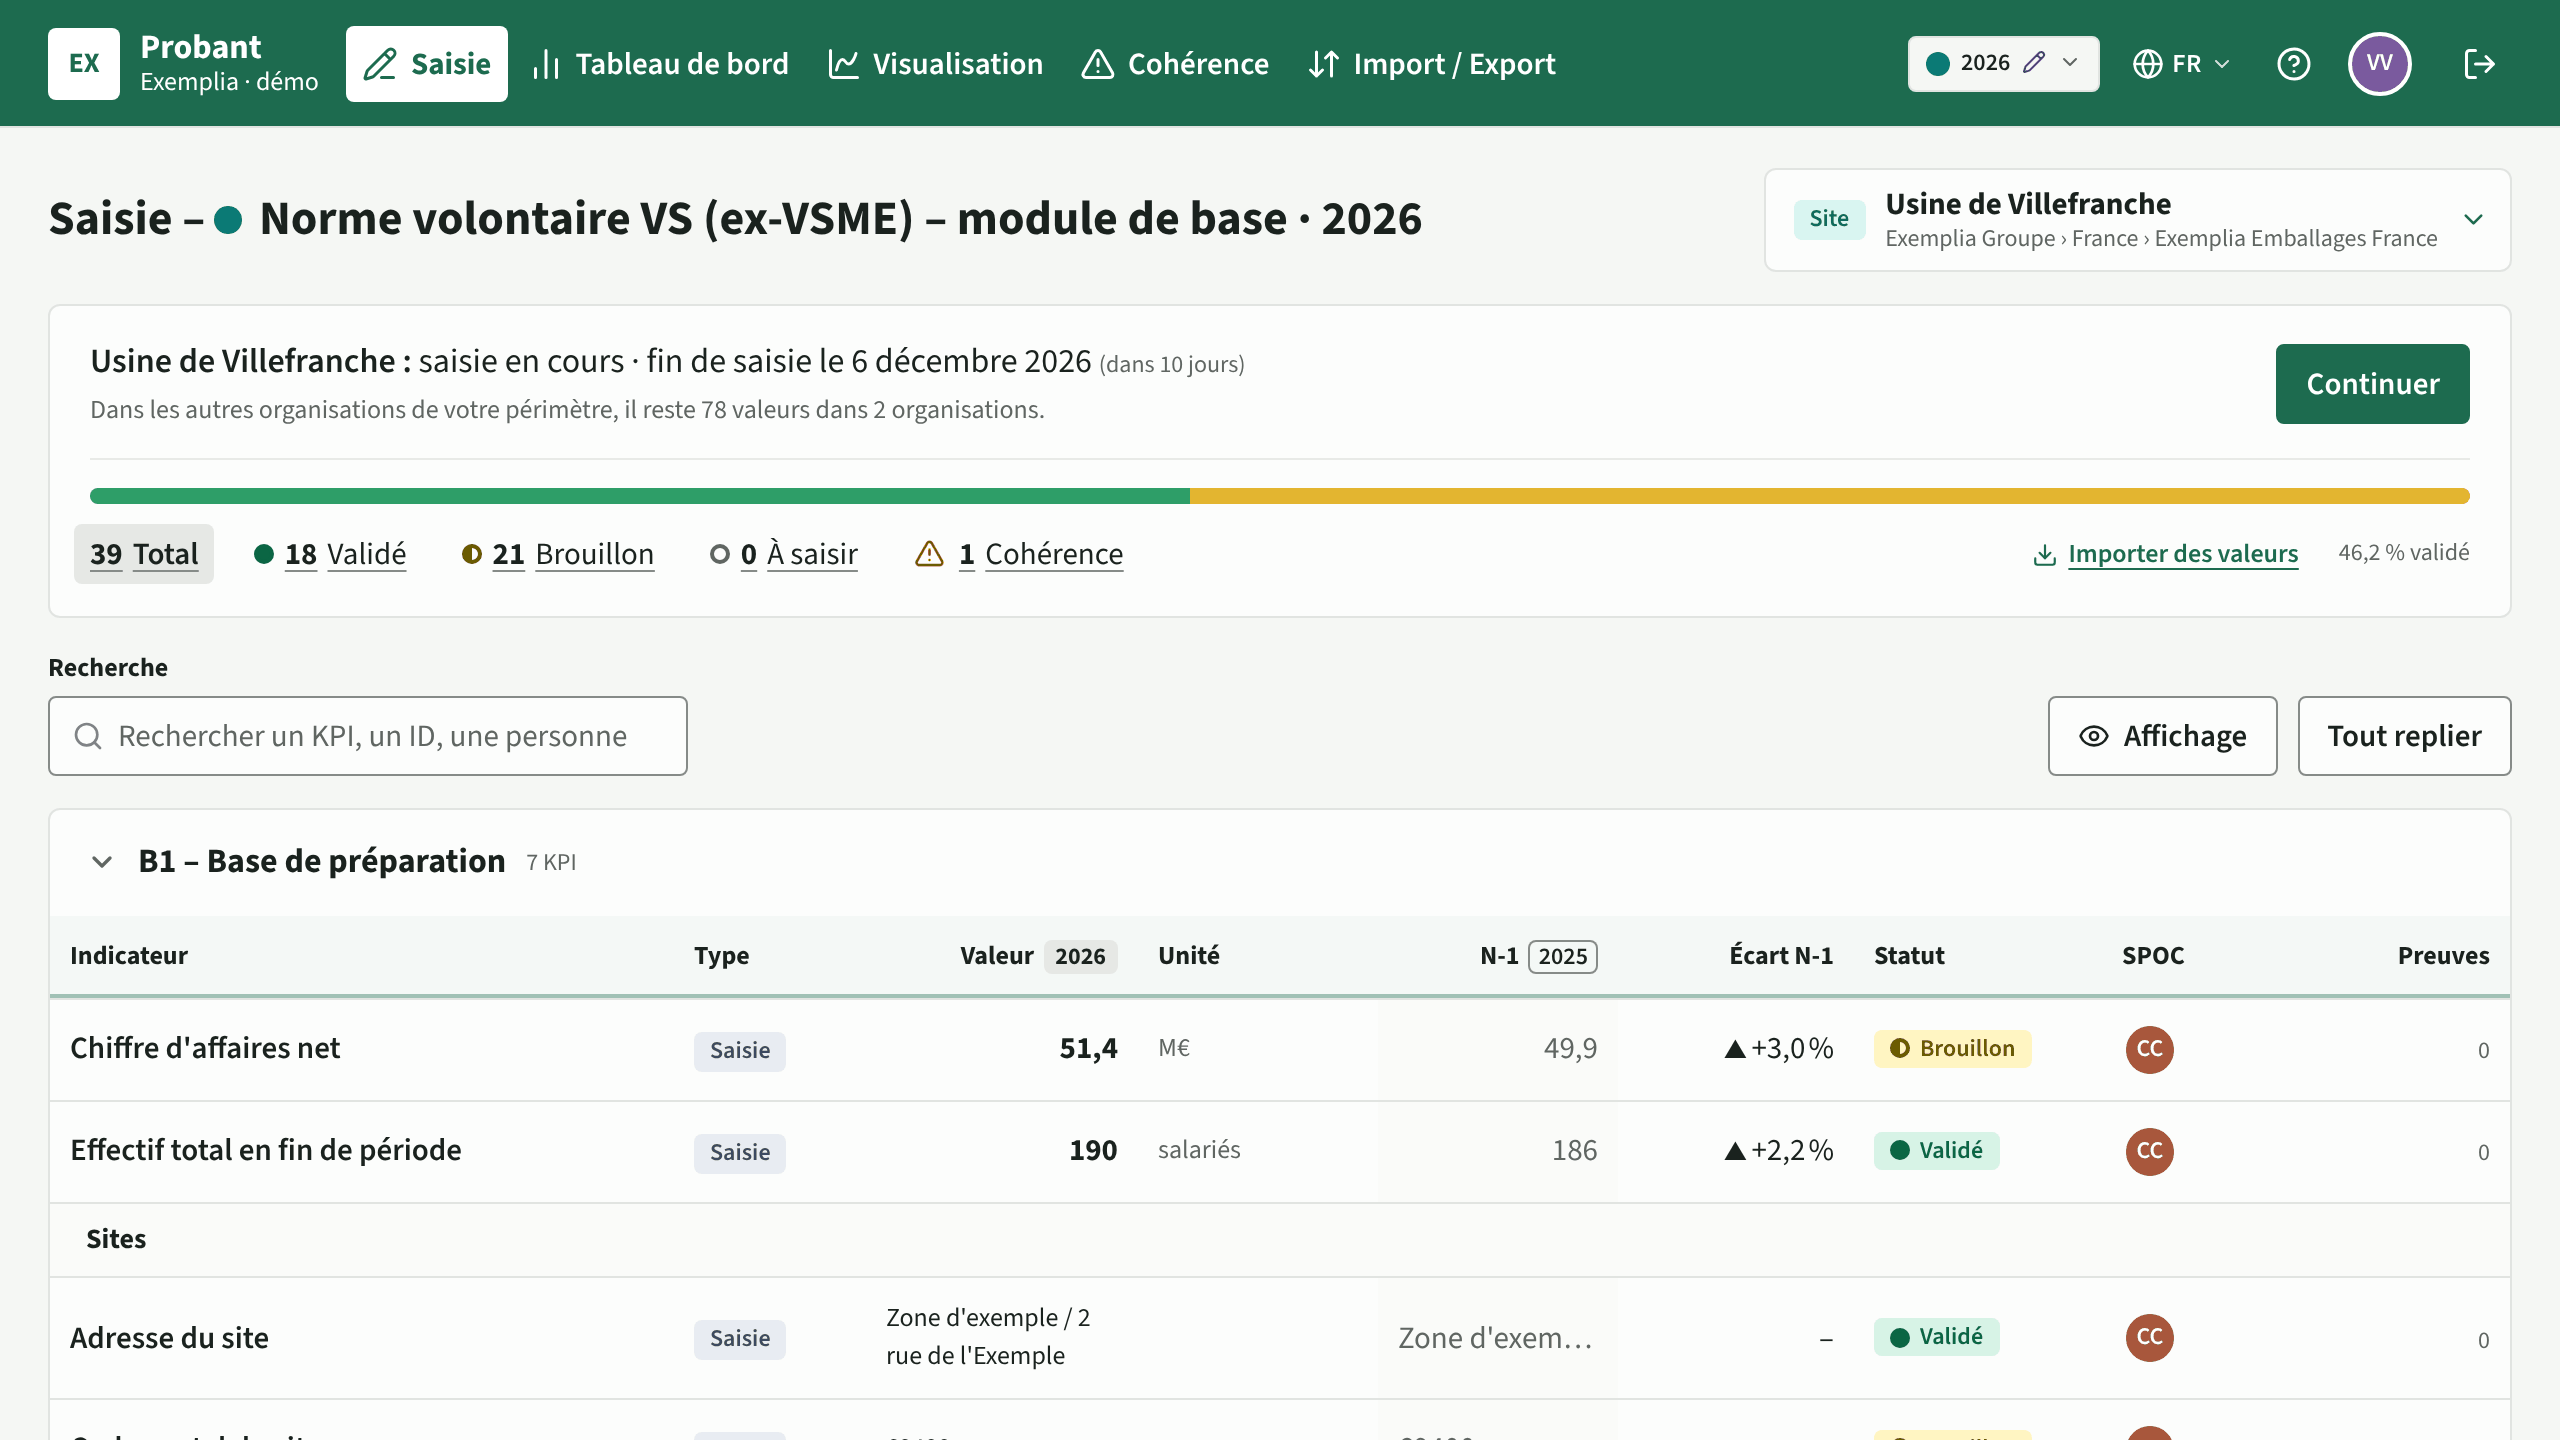 EX
Probant
Exemplia · démo
Saisie
Tableau de bord
Visualisation
Cohérence
Import / Export
2026
FR
VV
Saisie – Norme volontaire VS (ex-VSME) – module de base · 2026
Site
Usine de Villefranche
Exemplia Groupe › France › Exemplia Emballages France
Usine de Villefranche : saisie en cours · fin de saisie le 6 décembre 2026 (dans 10 jours)
Dans les autres organisations de votre périmètre, il reste 78 valeurs dans 2 organisations.
Continuer
39 Total
18 Validé
21 Brouillon
0 À saisir
1 Cohérence
Importer des valeurs
46,2 % validé
Recherche
Rechercher un KPI, un ID, une personne
Affichage
Tout replier
B1 – Base de préparation 7 KPI
Indicateur Type Valeur 2026 Unité N-1 2025 Écart N-1 Statut SPOC Preuves
Chiffre d'affaires net Saisie 51,4 M€ 49,9 ▲+3,0 % Brouillon CC 0
Effectif total en fin de période Saisie 190 salariés 186 ▲+2,2 % Validé CC 0
Sites
Adresse du site Saisie Zone d'exemple / 2
rue de l'Exemple Zone d'exem… – Validé CC 0